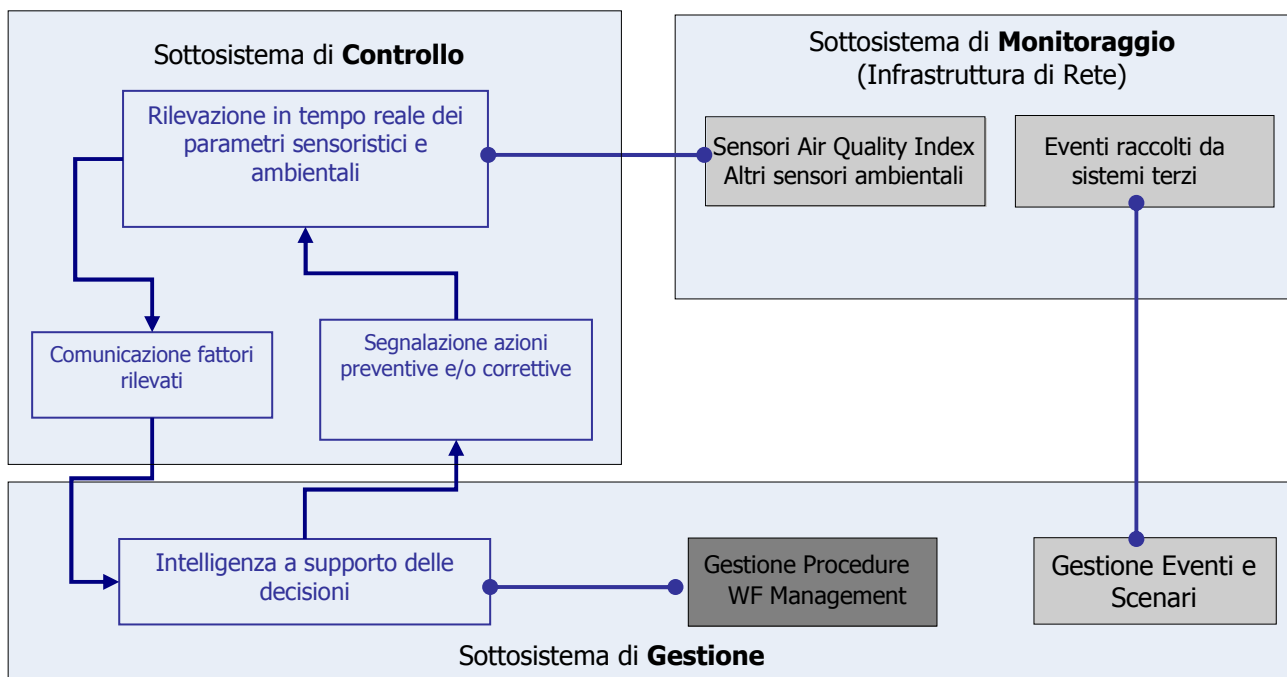 Sottosistema di Controllo
Rilevazione in tempo reale dei
parametri sensoristici e
ambientali
Comunicazione fattori
rilevati
Segnalazione azioni
preventive e/o correttive
Sottosistema di Monitoraggio
(Infrastruttura di Rete)
Sensori Air Quality Index
Altri sensori ambientali
Eventi raccolti da
sistemi terzi
Intelligenza a supporto delle
decisioni
Gestione Procedure
WF Management
Gestione Eventi e
Scenari
Sottosistema di Gestione